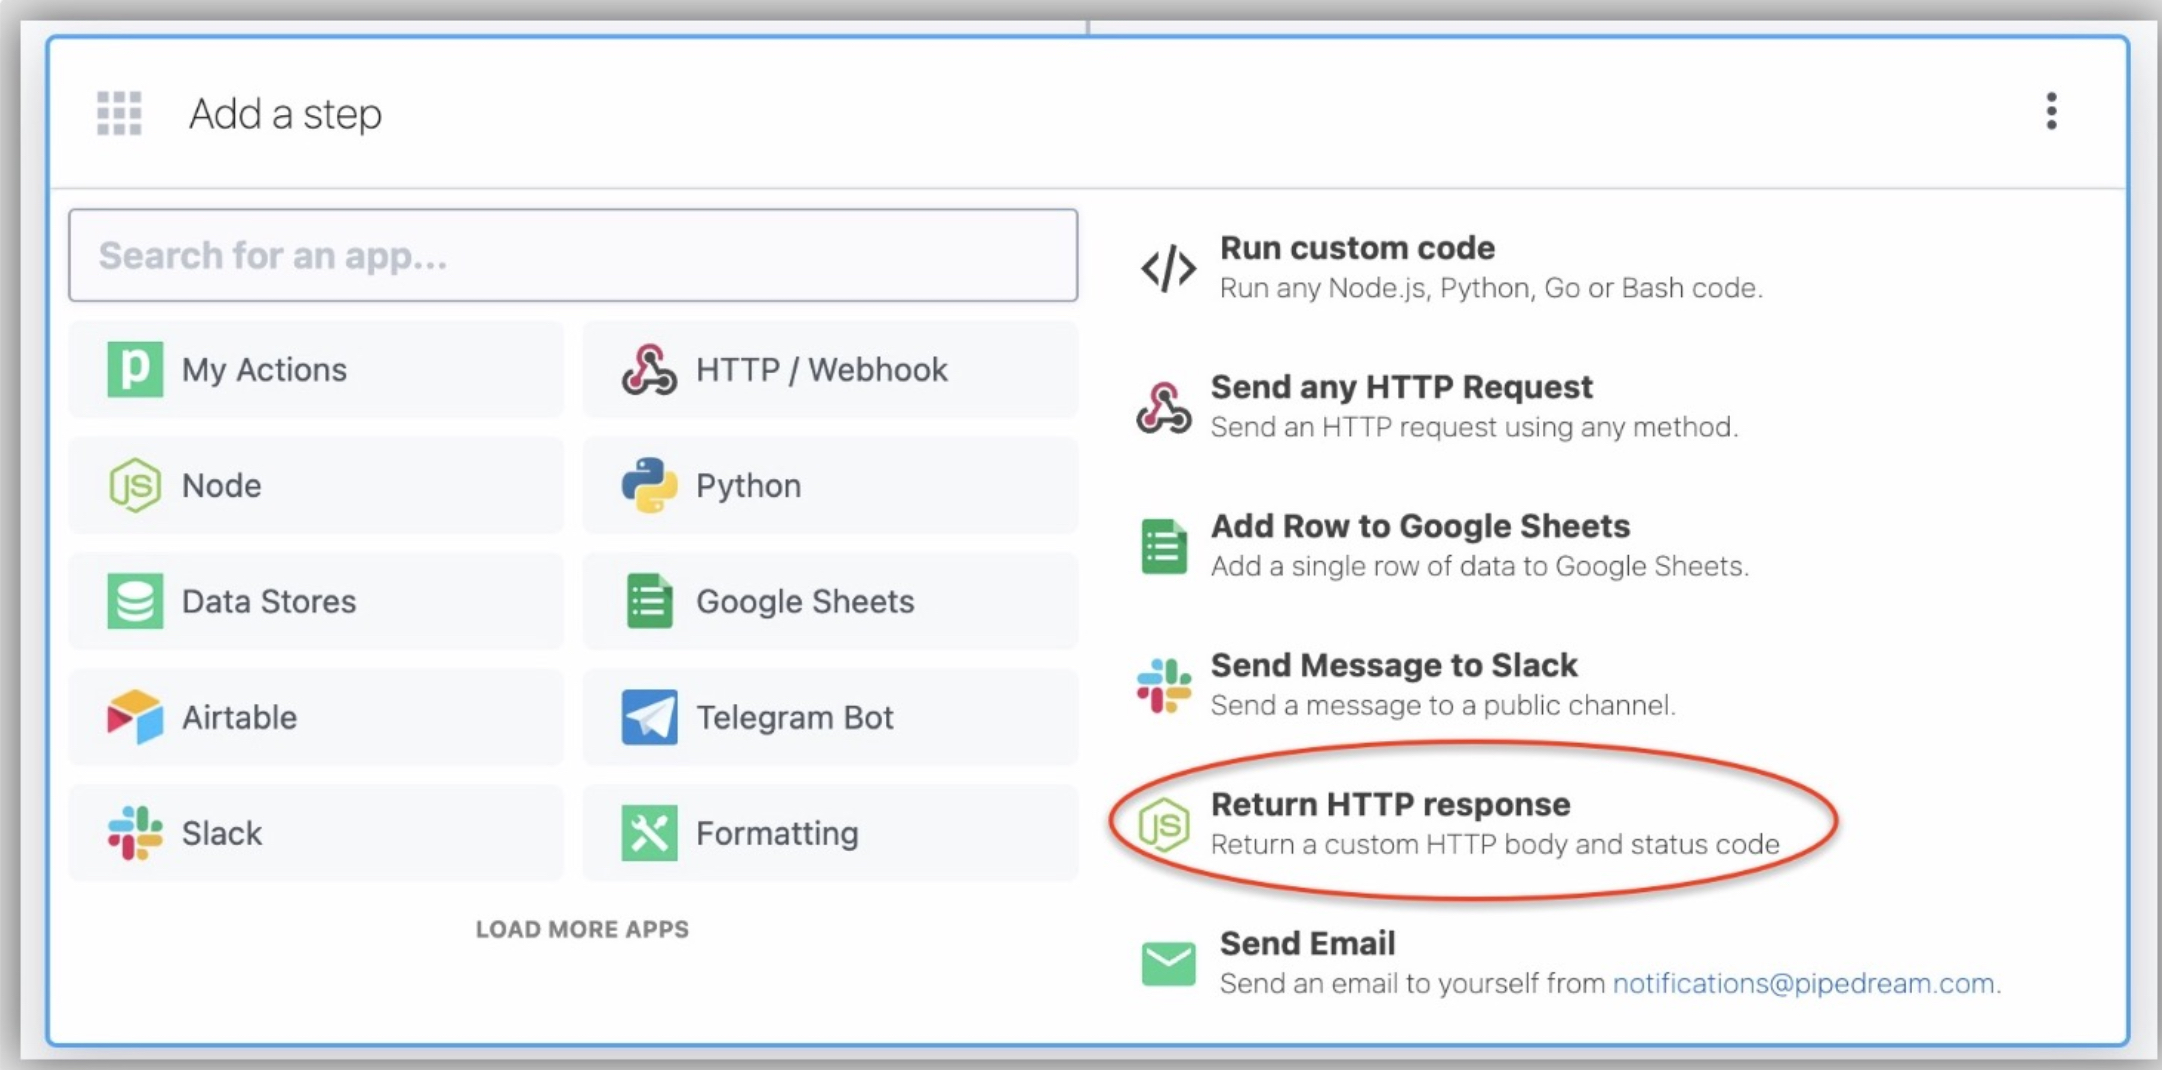 Add a step
Search for an app...
My Actions
HTTP / Webhook
Node
Python
Data Stores
Google Sheets
Airtable
Telegram Bot
Slack
Formatting
LOAD MORE APPS
Run custom code
Run any Node.js, Python, Go or Bash code.
Send any HTTP Request
Send an HTTP request using any method.
Add Row to Google Sheets
Add a single row of data to Google Sheets.
Send Message to Slack
Send a message to a public channel.
Return HTTP response
Return a custom HTTP body and status code
Send Email
Send an email to yourself from notifications@pipedream.com.